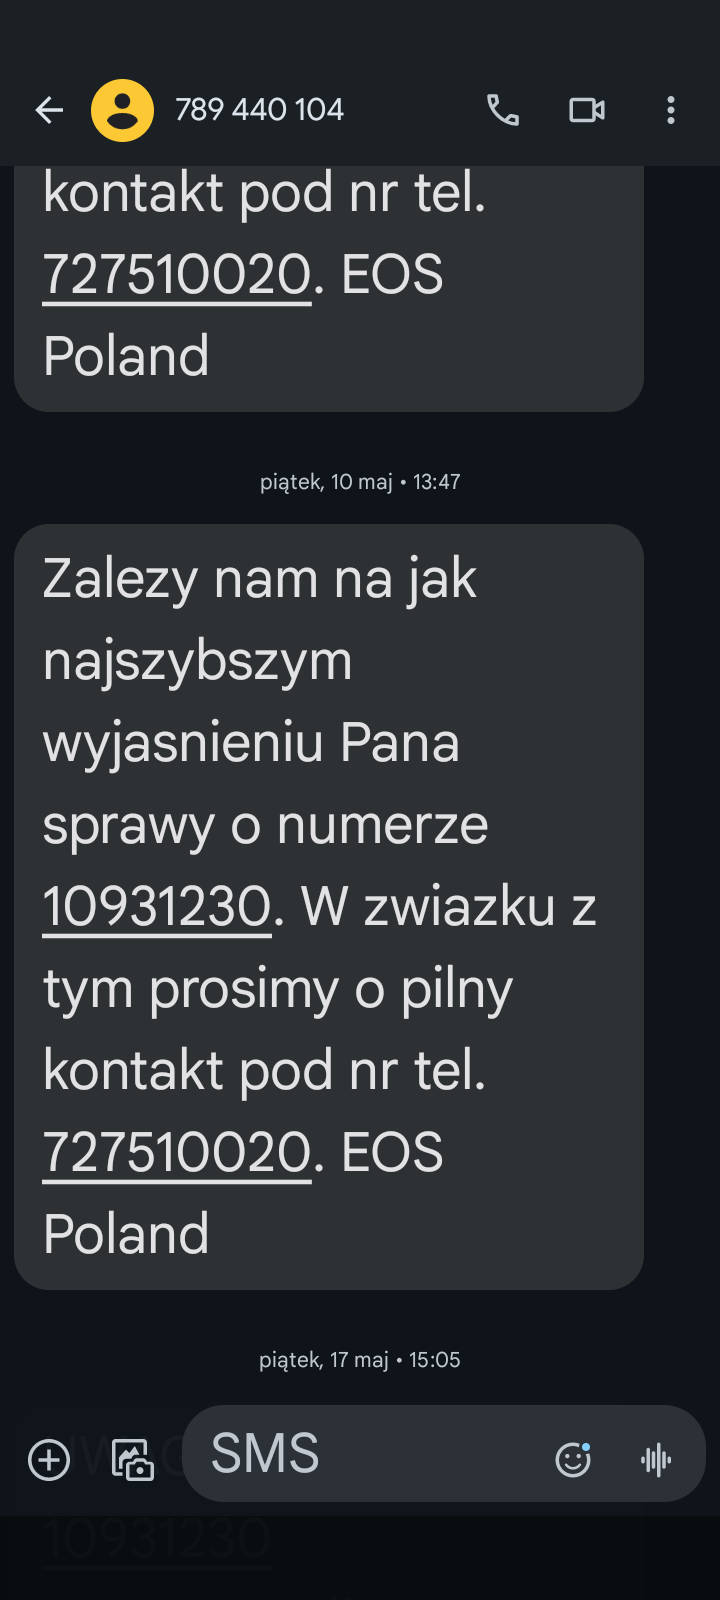 789 440 104
kontakt pod nr tel.
727510020. EOS
Poland
piątek, 10 maj • 13:47
Zalezy nam na jak
najszybszym
wyjasnieniu Pana
sprawy o numerze
10931230. W zwiazku z
tym prosimy o pilny
kontakt pod nr tel.
727510020. EOS
Poland
piątek, 17 maj • 15:05
SMS
10931230